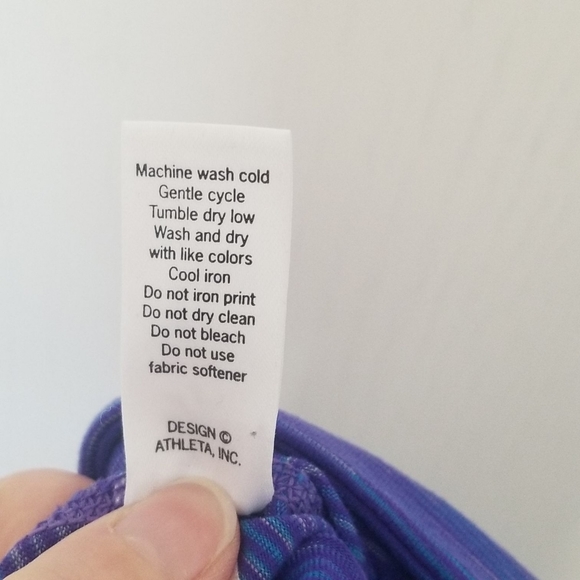 Machine wash cold
Gentle cycle
Tumble dry low
Wash and dry
with like colors
Cool iron
Do not iron print
Do not dry clean
Do not bleach
Do not use
fabric softener
DESIGN ©
ATHLETA, INC.